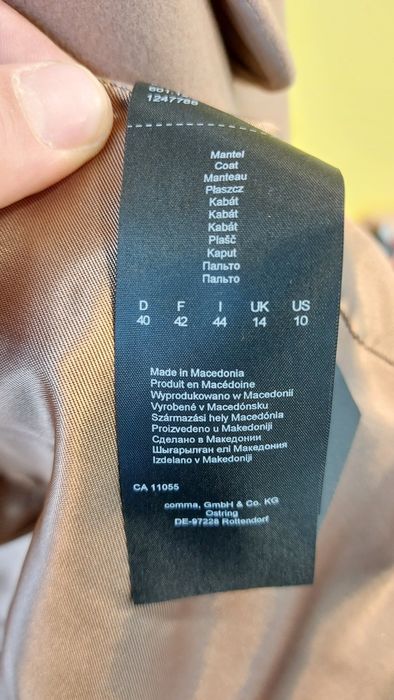 1247786
Mantel
Coat
Manteau
Płaszcz
Kabát
Kabát
Kabát
Plašč
Kaput
Пальто
Пальто
D F I UK US
40 42 44 14 10
Made in Macedonia
Produit en Macédoine
Wyprodukowano w Macedonii
Vyrobené v Macedónsku
Származási hely Macedónia
Proizvedeno u Makedoniji
Сделано в Македонии
Шығарылған елі Македония
Izdelano v Makedoniji
CA 11055
comma, GmbH & Co. KG
Ostring
DE-97228 Rottendorf